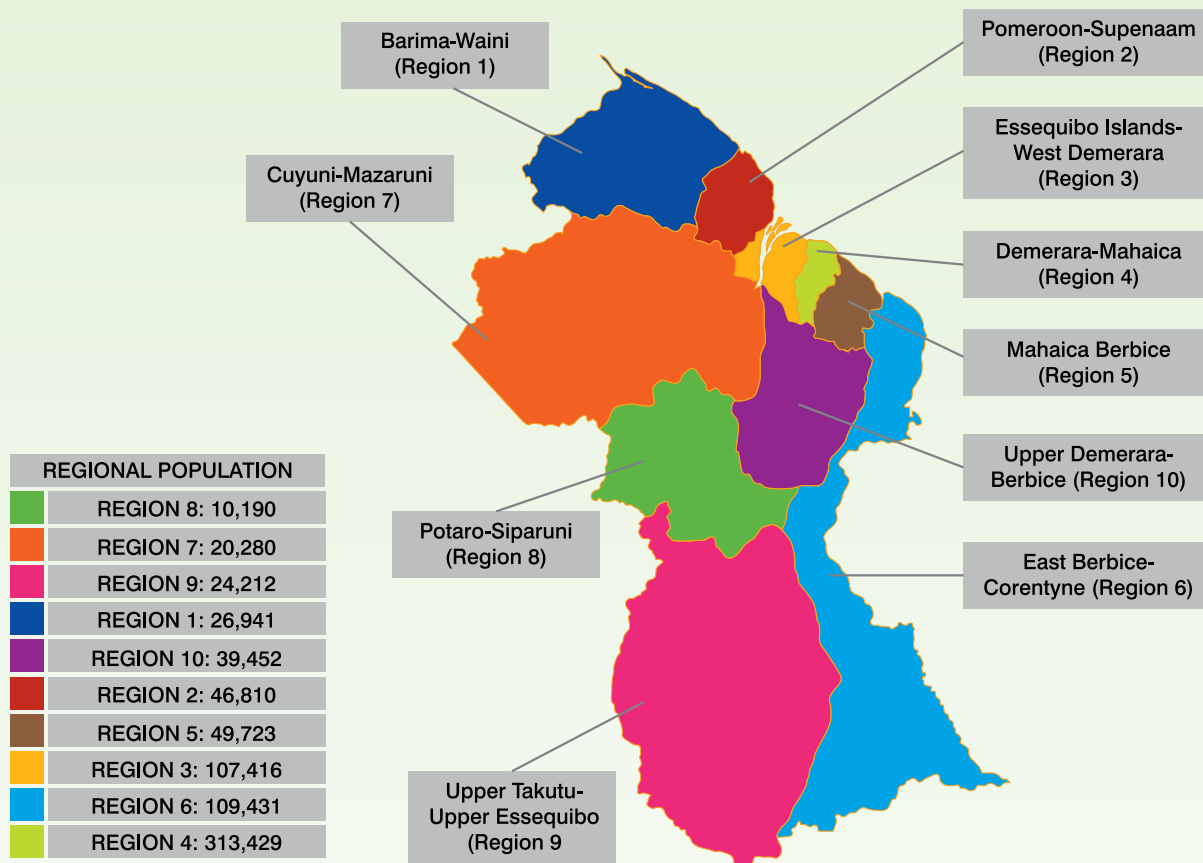 Barima-Waini
(Region 1)
Pomeroon-Supenaam
(Region 2)
Essequibo Islands-
West Demerara
(Region 3)
Cuyuni-Mazaruni
(Region 7)
Demerara-Mahaica
(Region 4)
Mahaica Berbice
(Region 5)
Upper Demerara-
Berbice (Region 10)
Potaro-Siparuni
(Region 8)
East Berbice-
Corentyne (Region 6)
Upper Takutu-
Upper Essequibo
(Region 9
REGIONAL POPULATION
REGION 8: 10,190
REGION 7: 20,280
REGION 9: 24,212
REGION 1: 26,941
REGION 10: 39,452
REGION 2: 46,810
REGION 5: 49,723
REGION 3: 107,416
REGION 6: 109,431
REGION 4: 313,429